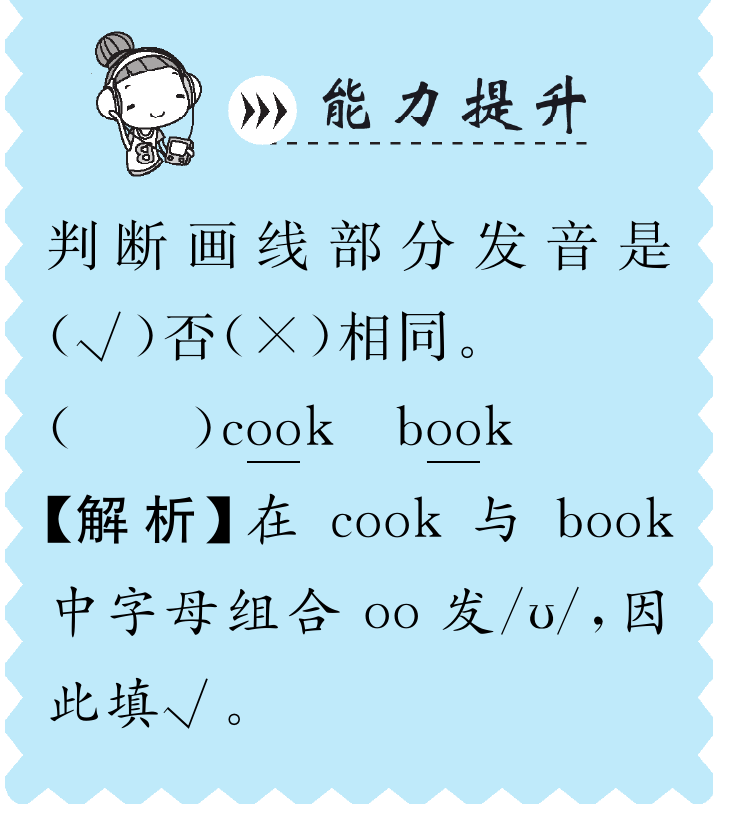 能力提升
判断画线部分发音是
(√)否(×)相同。
(    )cook  book
【解析】在 cook 与 book
中字母组合 oo 发/ʊ/,因
此填√。